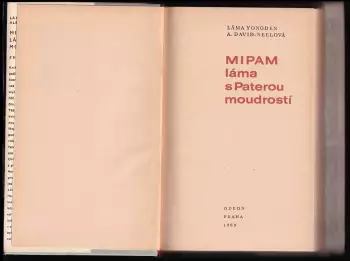 LÁMA YONGDEN
A. DAVID-NEELOVÁ
MIPAM
láma
s Paterou
moudrostí
ODEON
PRAHA
1969